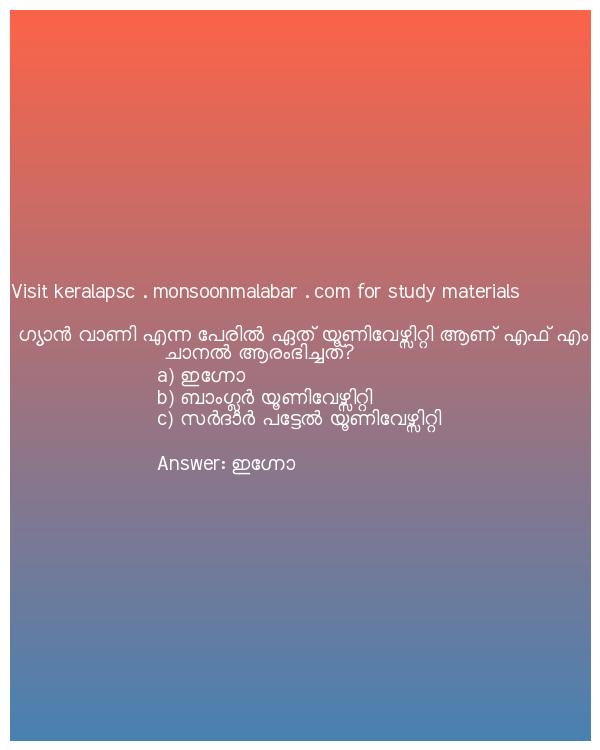 Visit keralapsc . monsoonmalabar . com for study materials
ഗ്യാൻ വാണി എന്ന പേരിൽ ഏത് യൂണിവേഴ്സിറ്റി ആണ് എഫ് എം
ചാനൽ ആരംഭിച്ചത്?
a) ഇഗ്നോ
b) ബാംഗ്ലൂർ യൂണിവേഴ്സിറ്റി
c) സർദാർ പട്ടേൽ യൂണിവേഴ്സിറ്റി
Answer: ഇഗ്നോ